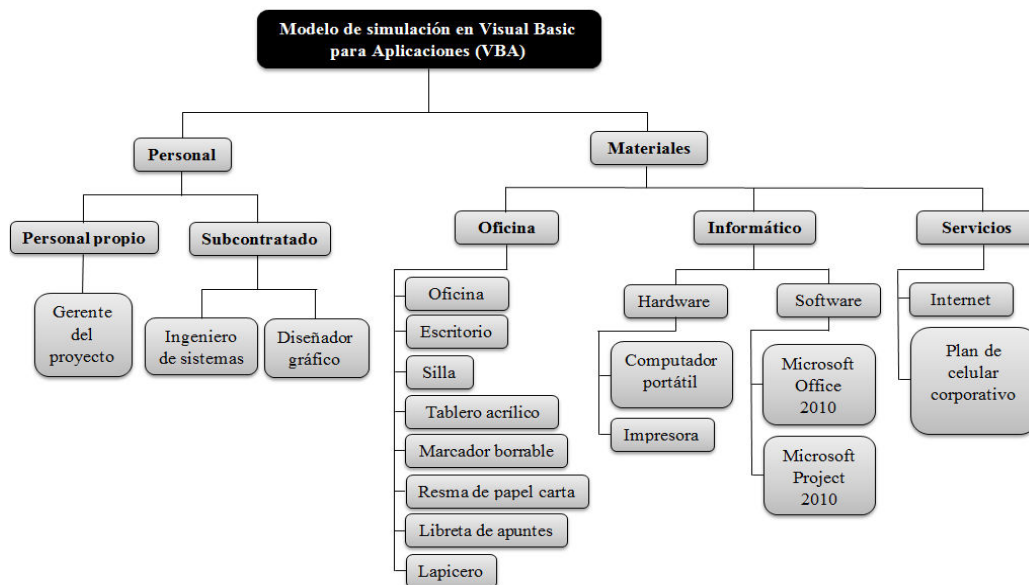 Modelo de simulación en Visual Basic
para Aplicaciones (VBA)
Personal
Materiales
Personal propio
Subcontratado
Oficina
Informático
Servicios
Gerente
del
proyecto
Ingeniero
de sistemas
Diseñador
gráfico
Oficina
Escritorio
Silla
Tablero acrílico
Marcador borrable
Resma de papel carta
Libreta de apuntes
Lapicero
Hardware
Computador
portátil
Impresora
Software
Microsoft
Office
2010
Microsoft
Project
2010
Internet
Plan de
celular
corporativo